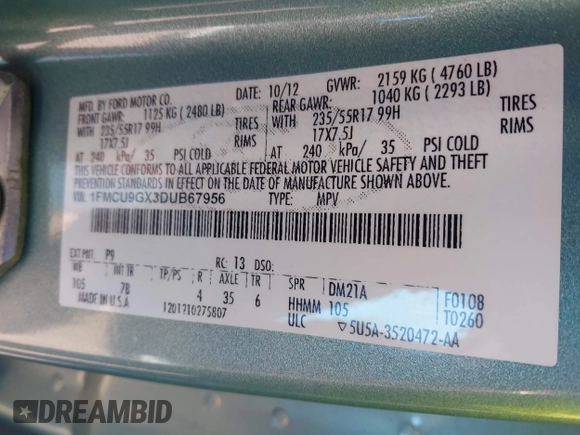 MFD. BY FORD MOTOR CO.
10/12 GVWR: 2159 KG ( 4760 LB)
FRONT GAWR: 1125 KG ( 2480 LB)
REAR GAWR: 1040 KG ( 2293 LB)
WITH 235/55R17 99H TIRES
WITH 235/55R17 99H TIRES
17X7.5J RIMS
17X7.5J RIMS
AT 240 kPa/ 35 PSI COLD
AT 240 kPa/ 35 PSI COLD
THIS VEHICLE CONFORMS TO ALL APPLICABLE FEDERAL MOTOR VEHICLE SAFETY AND THEFT
PREVENTION STANDARDS IN EFFECT ON THE DATE OF MANUFACTURE SHOWN ABOVE.
VIN: 1FMCU9GX3DUB67956 TYPE: MPV
EXT PNT: P9 RC: 13 DSO:
WB INT TR TP/PS R AXLE TR SPR DM21A F0108
105 7B 4 35 6 HHMM 105 T0260
MADE IN U.S.A 1201210275807 ULC 5U5A-3520472-AA
DREAMBID